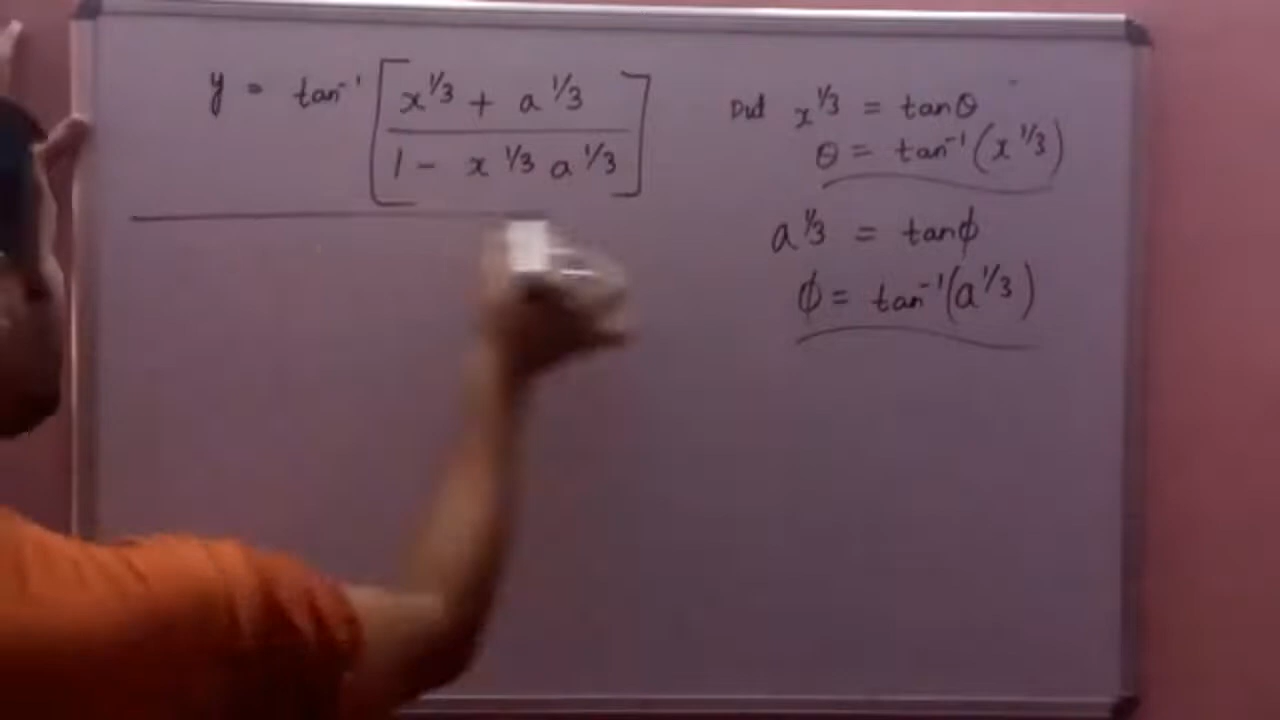 y = tan⁻¹ [ (x^1/3 + a^1/3) / (1 - x^1/3 a^1/3) ]
Put x^1/3 = tanθ
θ = tan⁻¹(x^1/3)
a^1/3 = tanϕ
ϕ = tan⁻¹(a^1/3)